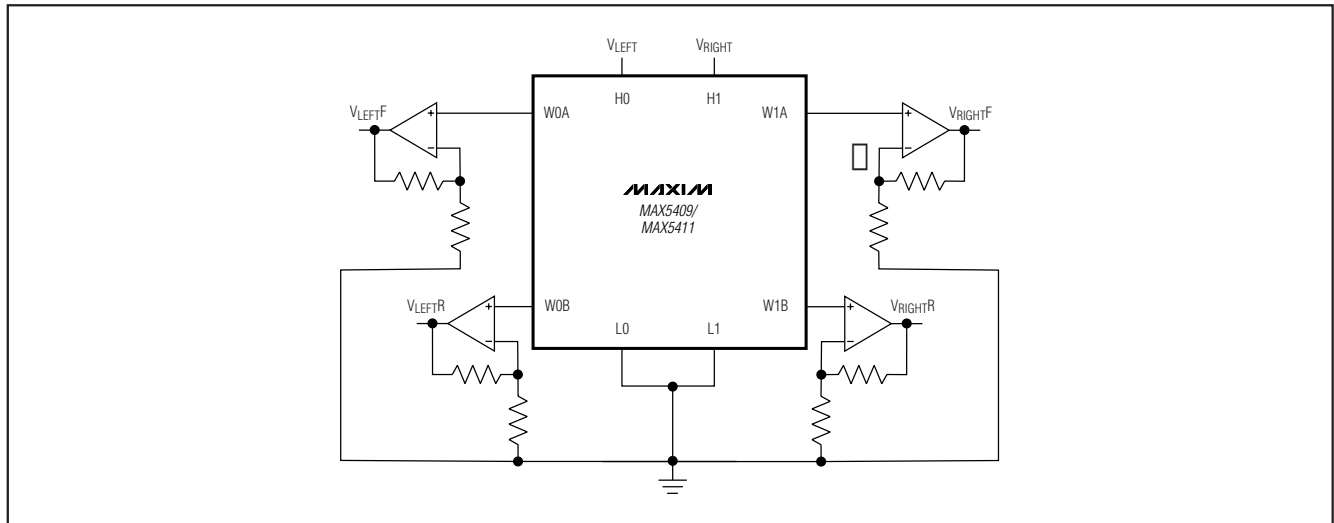 VLEFT VRIGHT
H0 H1
VLEFTF + W0A W1A + VRIGHTF
− −
MAXIM
MAX5409/
MAX5411
VLEFTR + W0B W1B + VRIGHTR
L0 L1
− −